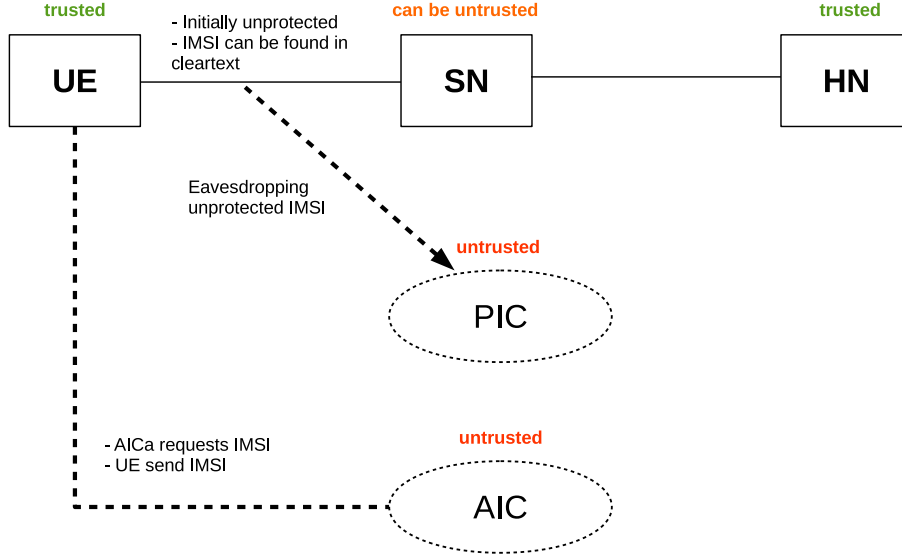 trusted
can be untrusted
trusted
- Initially unprotected
- IMSI can be found in
cleartext
UE
SN
HN
Eavesdropping
unprotected IMSI
untrusted
PIC
- AICa requests IMSI
- UE send IMSI
untrusted
AIC